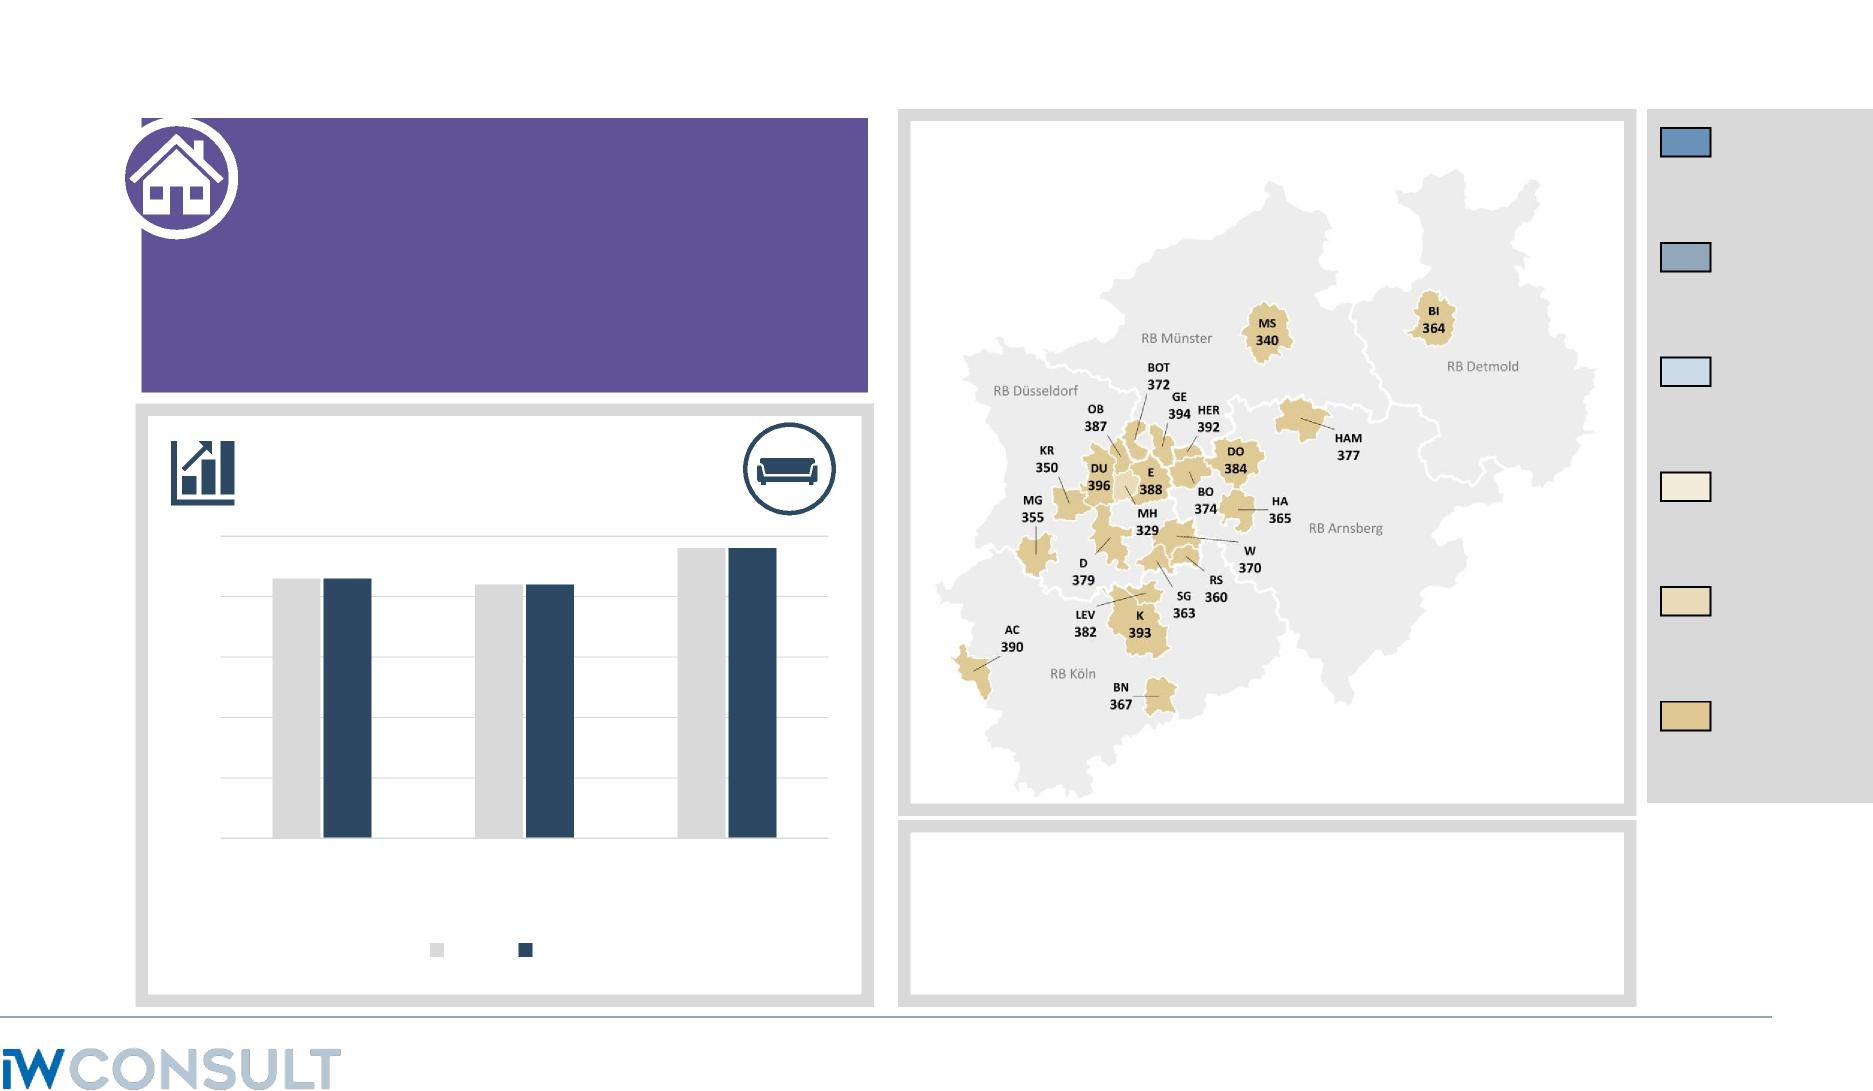 MS
340
BI
364
RB Münster
RB Detmold
BOT
372
RB Düsseldorf
GE
394
OB
387
HER
392
HAM
377
KR
350
DO
384
DU
396
E
388
MG
355
BO
374
HA
365
MH
329
RB Arnsberg
W
370
D
379
RS
360
SG
363
LEV
382
K
393
AC
390
RB Köln
BN
367
iWCONSULT